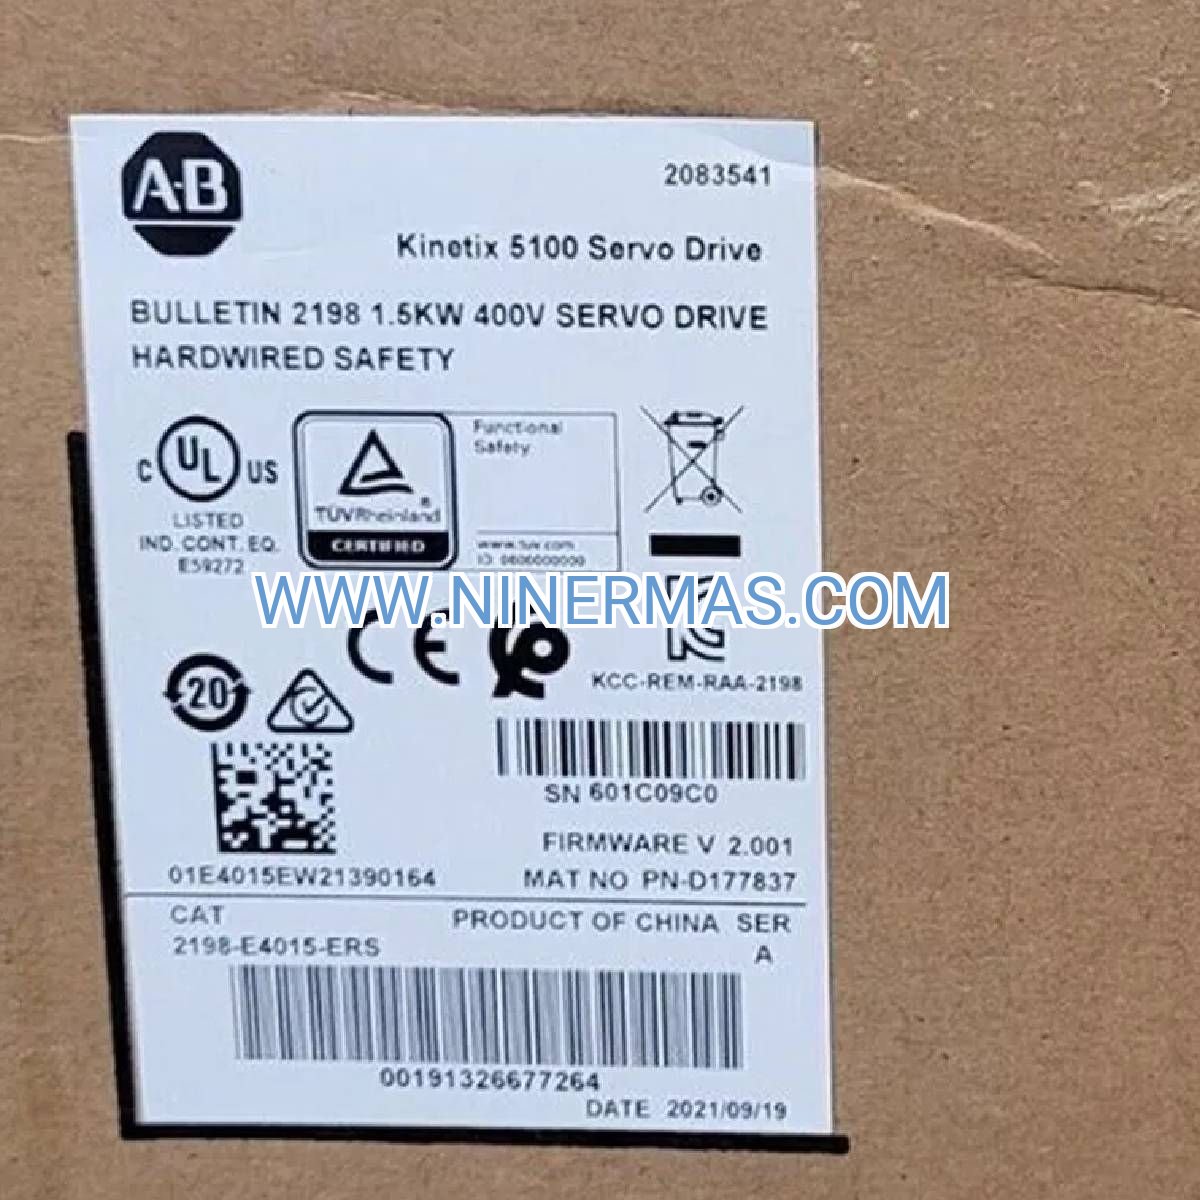 A-B
2083541
Kinetix 5100 Servo Drive
BULLETIN 2198 1.5KW 400V SERVO DRIVE
HARDWIRED SAFETY
C UL US
LISTED
IND. CONT. EQ.
E59272
TÜVRheinland
CERTIFIED
Functional
Safety
www.tuv.com
ID 0600000000
WWW.NINERMAS.COM
CE
KCC-REM-RAA-2198
20
SN 601C09C0
FIRMWARE V 2.001
01E4015EW21390164
MAT NO PN-D177837
CAT
PRODUCT OF CHINA SER
2198-E4015-ERS
A
00191326677264
DATE 2021/09/19